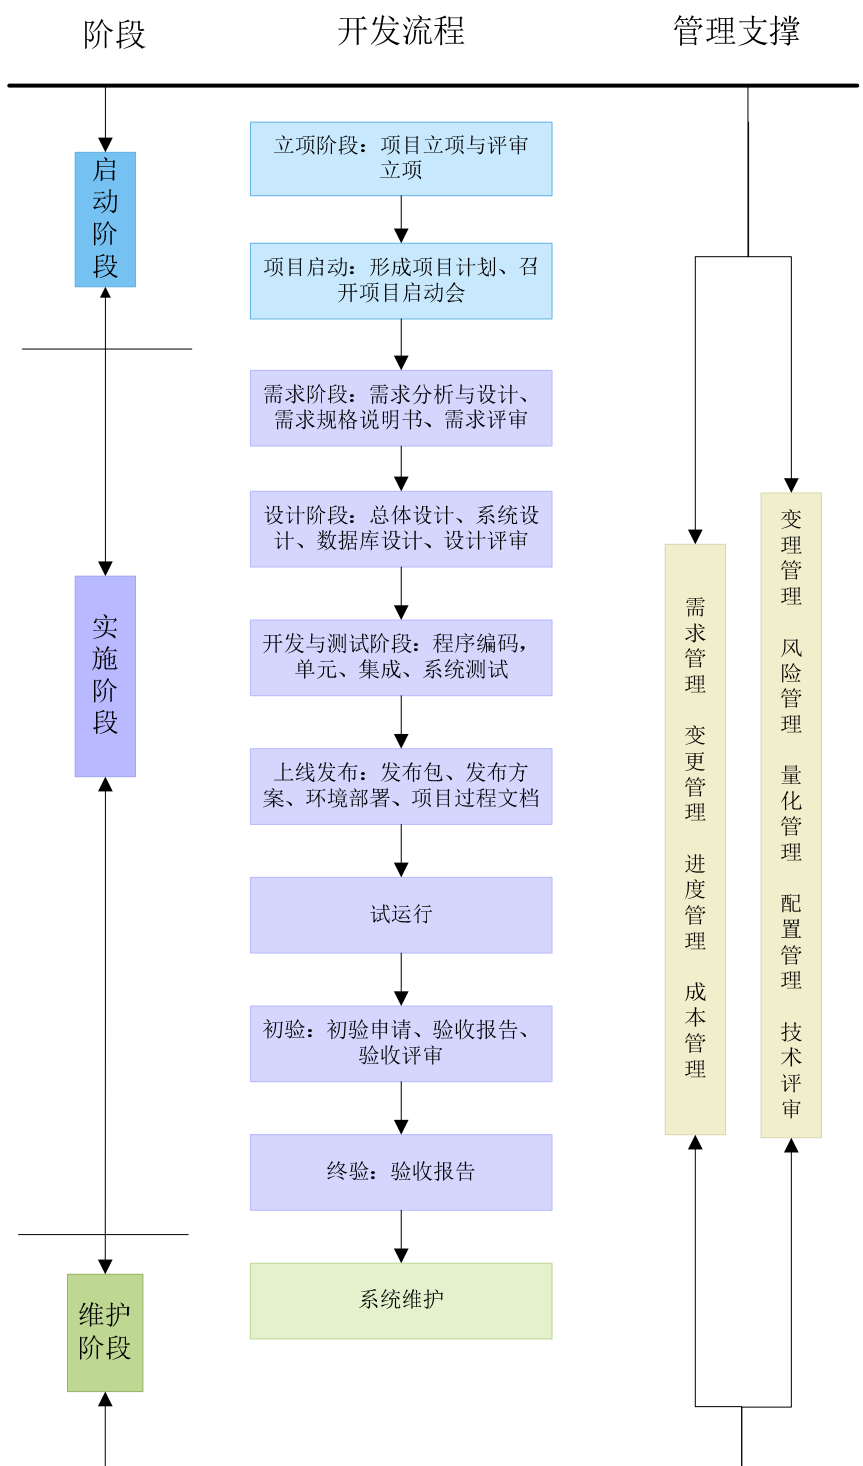 阶段
开发流程
管理支撑
启动阶段
实施阶段
维护
阶段
立项阶段：项目立项与评审
立项
项目启动：形成项目计划、召
开项目启动会
需求阶段：需求分析与设计、
需求规格说明书、需求评审
设计阶段：总体设计、系统设
计、数据库设计、设计评审
开发与测试阶段：程序编码，
单元、集成、系统测试
上线发布：发布包、发布方
案、环境部署、项目过程文档
试运行
初验：初验申请、验收报告、
验收评审
终验：验收报告
系统维护
需求管理 变更管理 进度管理 成本管理
变理管理 风险管理 量化管理 配置管理 技术评审